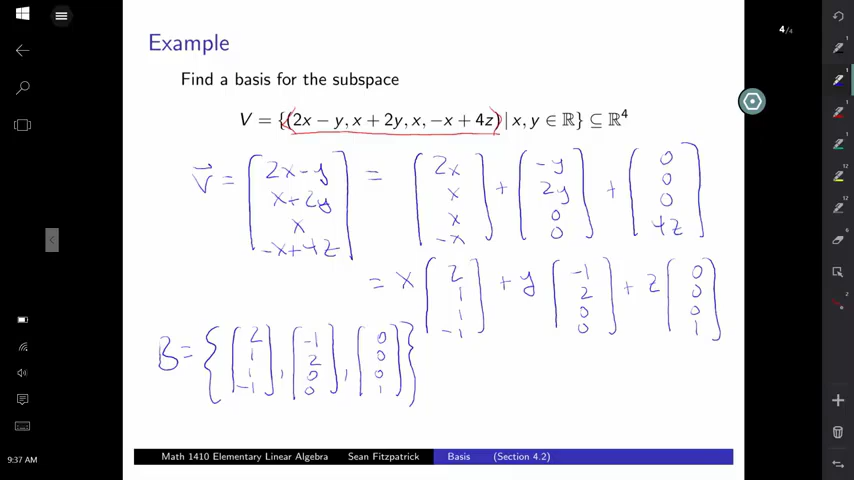 4/4
Example
Find a basis for the subspace
V = {(2x − y, x + 2y, x, −x + 4z) | x, y ∈ ℝ} ⊆ ℝ⁴
v⃗ = [2x-y, x+2y, x, -x+4z] = [2x, x, x, -x] + [-y, 2y, 0, 0] + [0, 0, 0, 4z]
= x [2, 1, 1, -1] + y [-1, 2, 0, 0] + z [0, 0, 0, 1]
B = { [2, 1, 1, -1], [-1, 2, 0, 0], [0, 0, 0, 1] }
9:37 AM
Math 1410 Elementary Linear Algebra Sean Fitzpatrick Basis (Section 4.2)